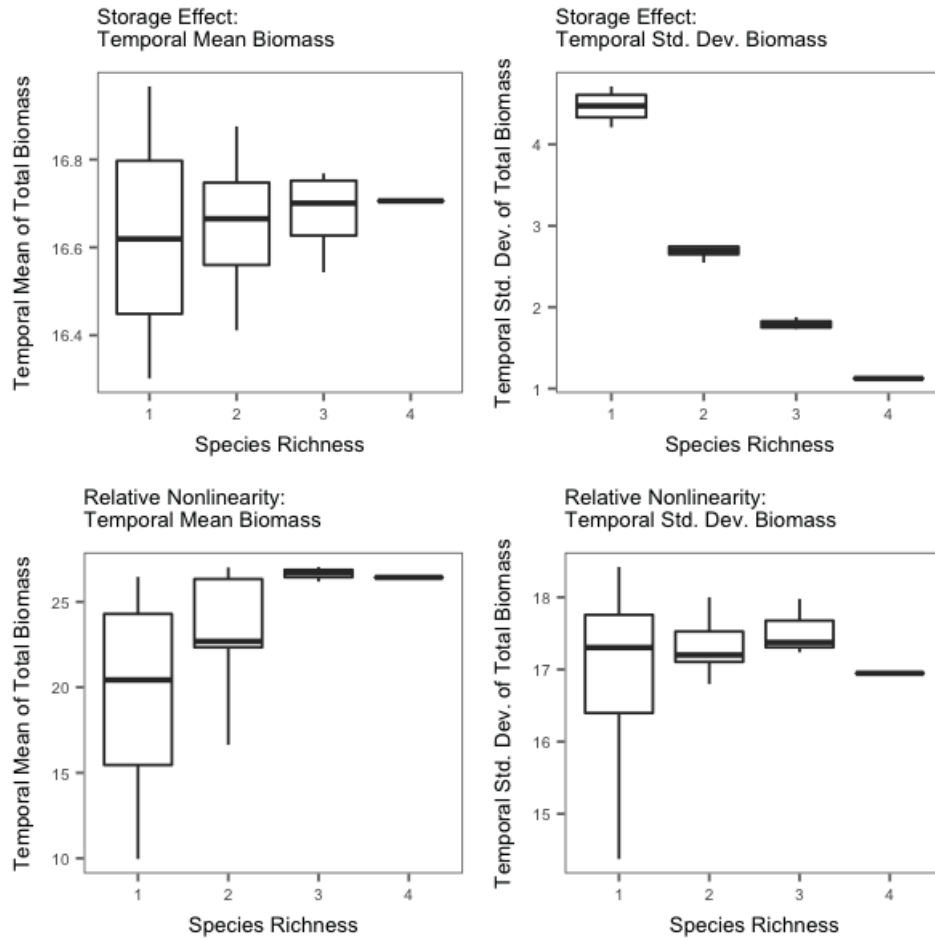 Storage Effect:
Temporal Mean Biomass
Temporal Mean of Total Biomass
16.8
16.6
16.4
1 2 3 4
Species Richness
Storage Effect:
Temporal Std. Dev. Biomass
Temporal Std. Dev. of Total Biomass
4
3
2
1
1 2 3 4
Species Richness
Relative Nonlinearity:
Temporal Mean Biomass
Temporal Mean of Total Biomass
25
20
15
10
1 2 3 4
Species Richness
Relative Nonlinearity:
Temporal Std. Dev. Biomass
Temporal Std. Dev. of Total Biomass
18
17
16
15
1 2 3 4
Species Richness